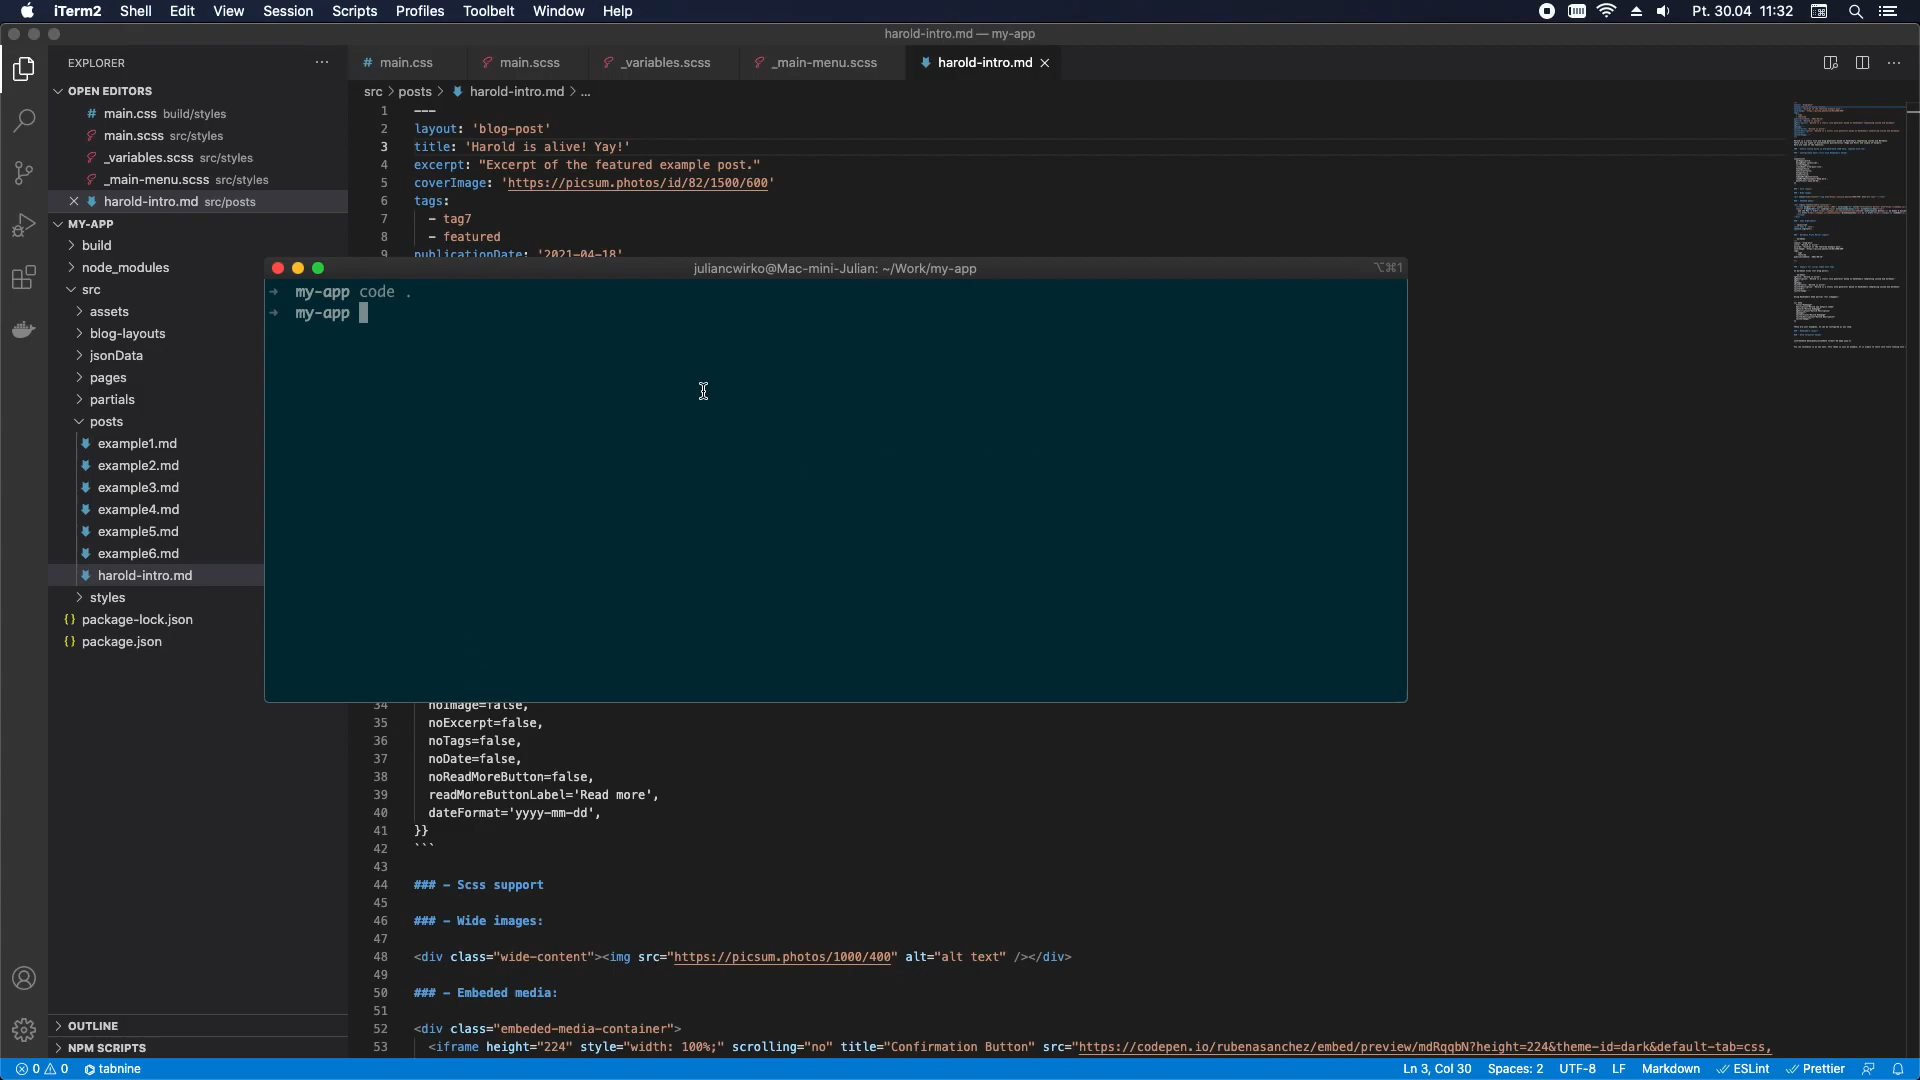 iTerm2 Shell Edit View Session Scripts Profiles Toolbelt Window Help
Pt. 30.04 11:32
harold-intro.md — my-app
EXPLORER
OPEN EDITORS
main.css build/styles
main.scss src/styles
_variables.scss src/styles
_main-menu.scss src/styles
harold-intro.md src/posts
MY-APP
build
node_modules
src
assets
blog-layouts
jsonData
pages
partials
posts
example1.md
example2.md
example3.md
example4.md
example5.md
example6.md
harold-intro.md
styles
{} package-lock.json
{} package.json
OUTLINE
NPM SCRIPTS
# main.css main.scss _variables.scss _main-menu.scss harold-intro.md
src > posts > harold-intro.md > ...
1 ---
2 layout: 'blog-post'
3 title: 'Harold is alive! Yay!'
4 excerpt: "Excerpt of the featured example post."
5 coverImage: 'https://picsum.photos/id/82/1500/600'
6 tags:
7 - tag7
8 - featured
9 publicationDate: '2021-04-18'
juliancwirko@Mac-mini-Julian: ~/Work/my-app
⌥⌘1
→ my-app code .
→ my-app
34 noImage=false,
35 noExcerpt=false,
36 noTags=false,
37 noDate=false,
38 noReadMoreButton=false,
39 readMoreButtonLabel='Read more',
40 dateFormat='yyyy-mm-dd',
41 }}
42 ```
43
44 ### - Scss support
45
46 ### - Wide images:
47
48 <div class="wide-content"><img src="https://picsum.photos/1000/400" alt="alt text" /></div>
49
50 ### - Embeded media:
51
52 <div class="embeded-media-container">
53 <iframe height="224" style="width: 100%;" scrolling="no" title="Confirmation Button" src="https://codepen.io/rubenasanchez/embed/preview/mdRqqbN?height=224&theme-id=dark&default-tab=css,
0 0 tabnine
Ln 3, Col 30 Spaces: 2 UTF-8 LF Markdown ESLint Prettier